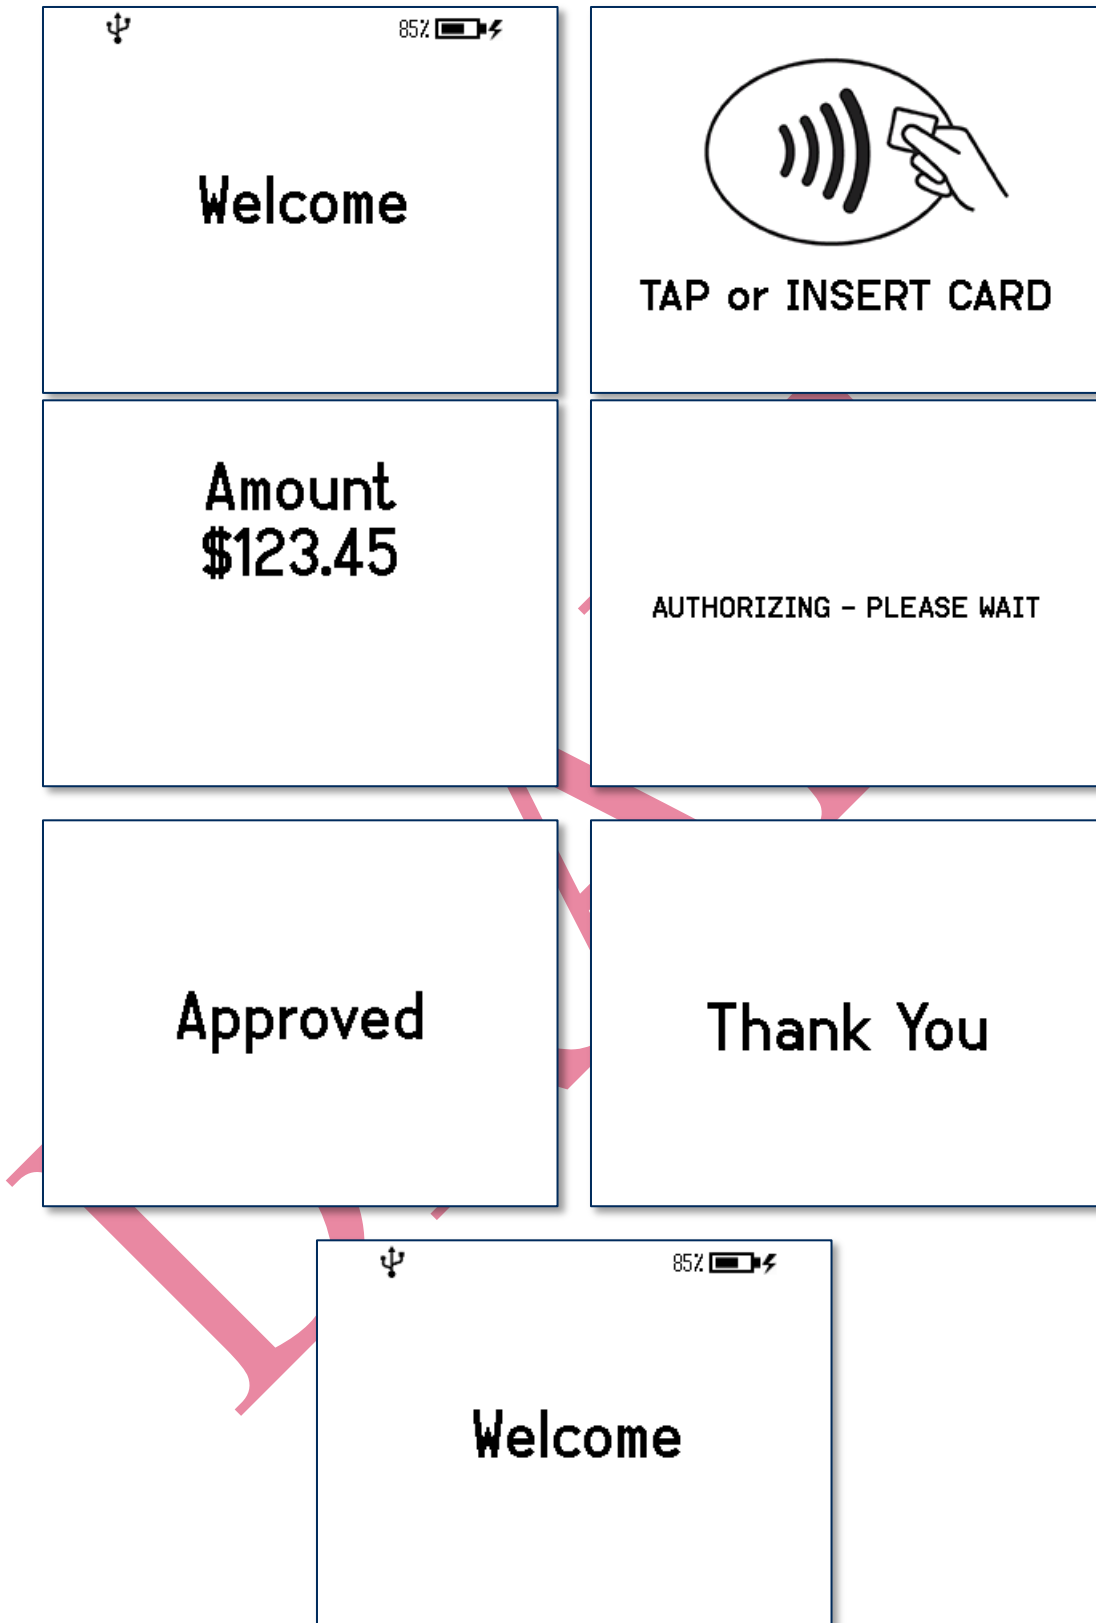 85%
Welcome
TAP or INSERT CARD
Amount
$123.45
AUTHORIZING - PLEASE WAIT
Approved
Thank You
85%
Welcome